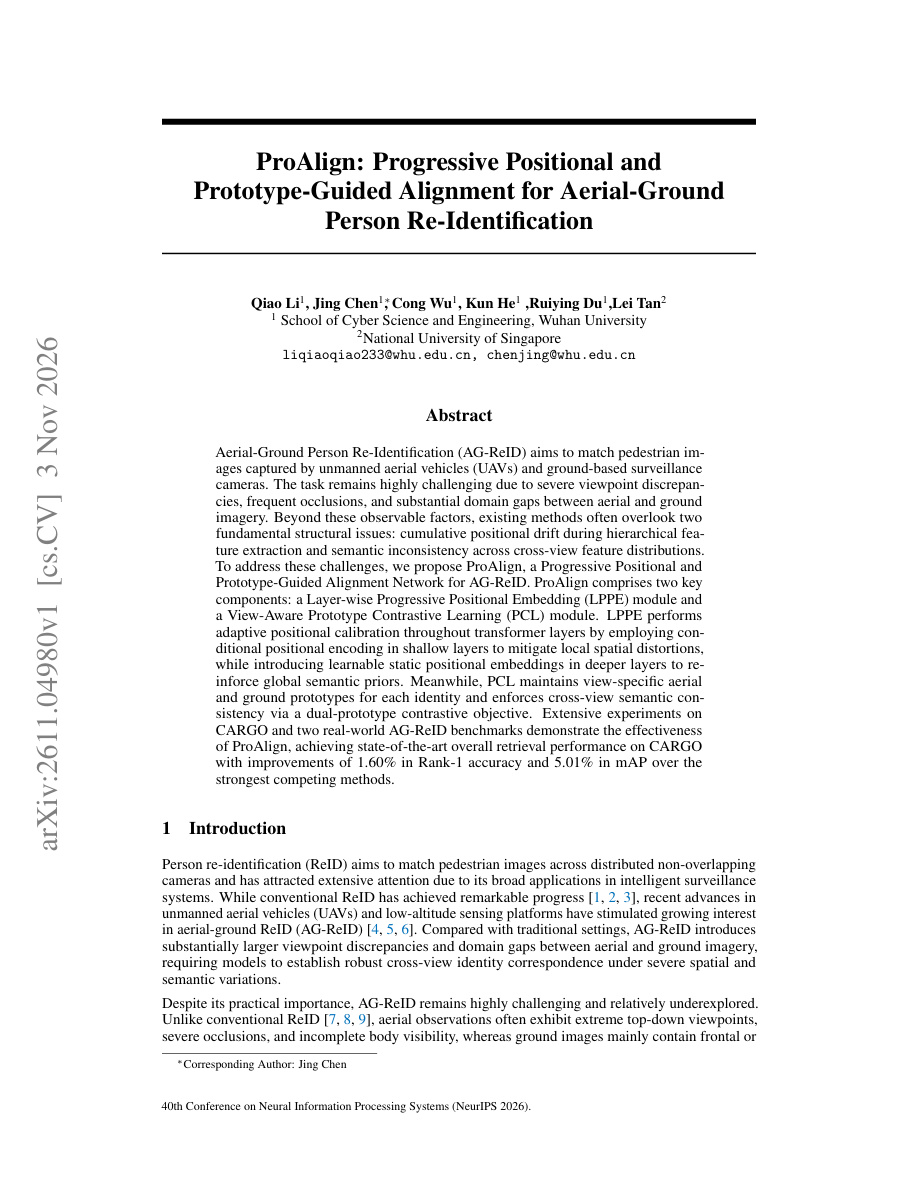 ProAlign: Progressive Positional and
Prototype-Guided Alignment for Aerial-Ground
Person Re-Identification
Qiao Li1, Jing Chen1*, Cong Wu1, Kun He1 ,Ruiying Du1,Lei Tan2
1 School of Cyber Science and Engineering, Wuhan University
2National University of Singapore
liqiaoqiao233@whu.edu.cn, chenjing@whu.edu.cn
Abstract
Aerial-Ground Person Re-Identification (AG-ReID) aims to match pedestrian im-
ages captured by unmanned aerial vehicles (UAVs) and ground-based surveillance
cameras. The task remains highly challenging due to severe viewpoint discrepan-
cies, frequent occlusions, and substantial domain gaps between aerial and ground
imagery. Beyond these observable factors, existing methods often overlook two
fundamental structural issues: cumulative positional drift during hierarchical fea-
ture extraction and semantic inconsistency across cross-view feature distributions.
To address these challenges, we propose ProAlign, a Progressive Positional and
Prototype-Guided Alignment Network for AG-ReID. ProAlign comprises two key
components: a Layer-wise Progressive Positional Embedding (LPPE) module and
a View-Aware Prototype Contrastive Learning (PCL) module. LPPE performs
adaptive positional calibration throughout transformer layers by employing con-
ditional positional encoding in shallow layers to mitigate local spatial distortions,
while introducing learnable static positional embeddings in deeper layers to re-
inforce global semantic priors. Meanwhile, PCL maintains view-specific aerial
and ground prototypes for each identity and enforces cross-view semantic con-
sistency via a dual-prototype contrastive objective. Extensive experiments on
CARGO and two real-world AG-ReID benchmarks demonstrate the effectiveness
of ProAlign, achieving state-of-the-art overall retrieval performance on CARGO
with improvements of 1.60% in Rank-1 accuracy and 5.01% in mAP over the
strongest competing methods.
1 Introduction
Person re-identification (ReID) aims to match pedestrian images across distributed non-overlapping
cameras and has attracted extensive attention due to its broad applications in intelligent surveillance
systems. While conventional ReID has achieved remarkable progress [1, 2, 3], recent advances in
unmanned aerial vehicles (UAVs) and low-altitude sensing platforms have stimulated growing interest
in aerial-ground ReID (AG-ReID) [4, 5, 6]. Compared with traditional settings, AG-ReID introduces
substantially larger viewpoint discrepancies and domain gaps between aerial and ground imagery,
requiring models to establish robust cross-view identity correspondence under severe spatial and
semantic variations.
Despite its practical importance, AG-ReID remains highly challenging and relatively underexplored.
Unlike conventional ReID [7, 8, 9], aerial observations often exhibit extreme top-down viewpoints,
severe occlusions, and incomplete body visibility, whereas ground images mainly contain frontal or
*Corresponding Author: Jing Chen
40th Conference on Neural Information Processing Systems (NeurIPS 2026).
arXiv:2611.04980v1 [cs.CV] 3 Nov 2026